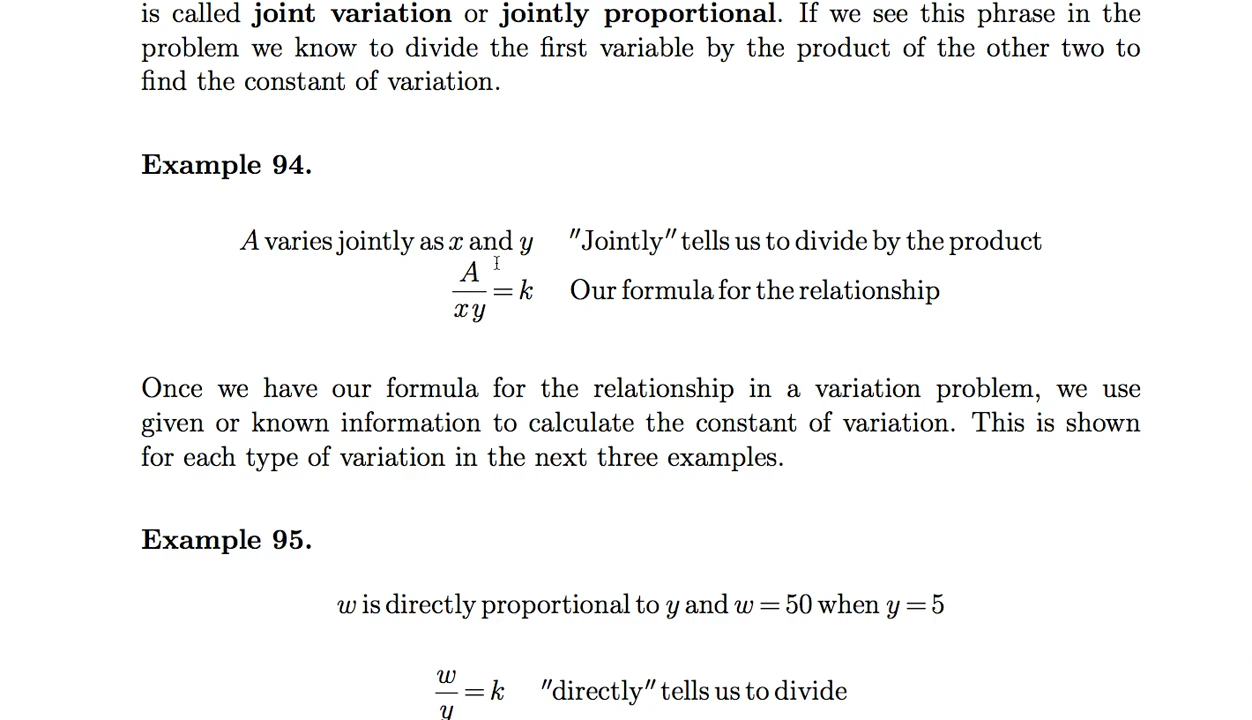 is called joint variation or jointly proportional. If we see this phrase in the
problem we know to divide the first variable by the product of the other two to
find the constant of variation.
Example 94.
A varies jointly as x and y "Jointly" tells us to divide by the product
A/xy = k Our formula for the relationship
Once we have our formula for the relationship in a variation problem, we use
given or known information to calculate the constant of variation. This is shown
for each type of variation in the next three examples.
Example 95.
w is directly proportional to y and w = 50 when y = 5
w/y = k "directly" tells us to divide